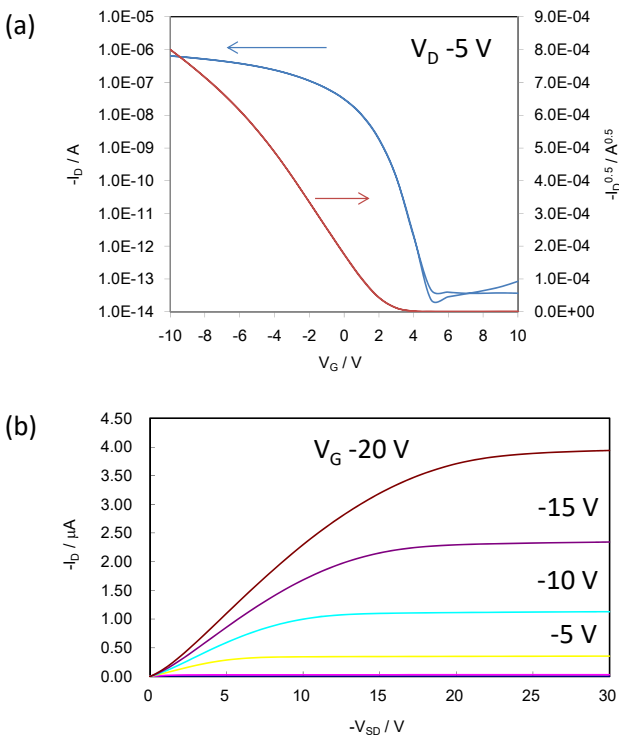 (a)
V_D -5 V
-I_D / A
1.0E-05
1.0E-06
1.0E-07
1.0E-08
1.0E-09
1.0E-10
1.0E-11
1.0E-12
1.0E-13
1.0E-14
9.0E-04
8.0E-04
7.0E-04
6.0E-04
5.0E-04
4.0E-04
3.0E-04
2.0E-04
1.0E-04
0.0E+00
-I_D^0.5 / A^0.5
-10 -8 -6 -4 -2 0 2 4 6 8 10
V_G / V
(b)
V_G -20 V
-15 V
-10 V
-5 V
-I_D / µA
4.50
4.00
3.50
3.00
2.50
2.00
1.50
1.00
0.50
0.00
0 5 10 15 20 25 30
-V_SD / V